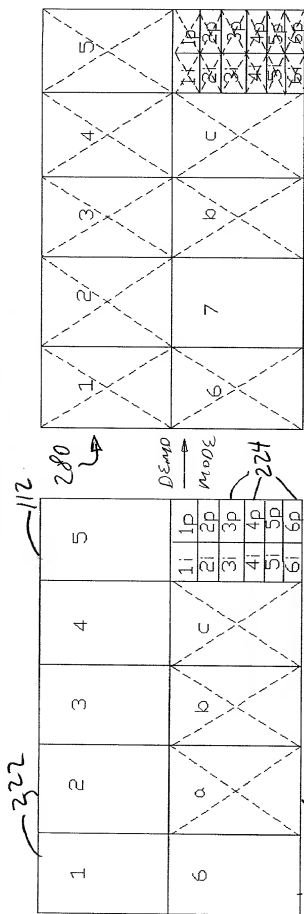 322
112
1 2 3 4 5
6 a b c
1i 1p
2i 2p
3i 3p
4i 4p
5i 5p
6i 6p
224
280
DEMO
MODE
1 2 3 4 5
6 7 b c
1i 1p
2i 2p
3i 3p
4i 4p
5i 5p
6i 6p